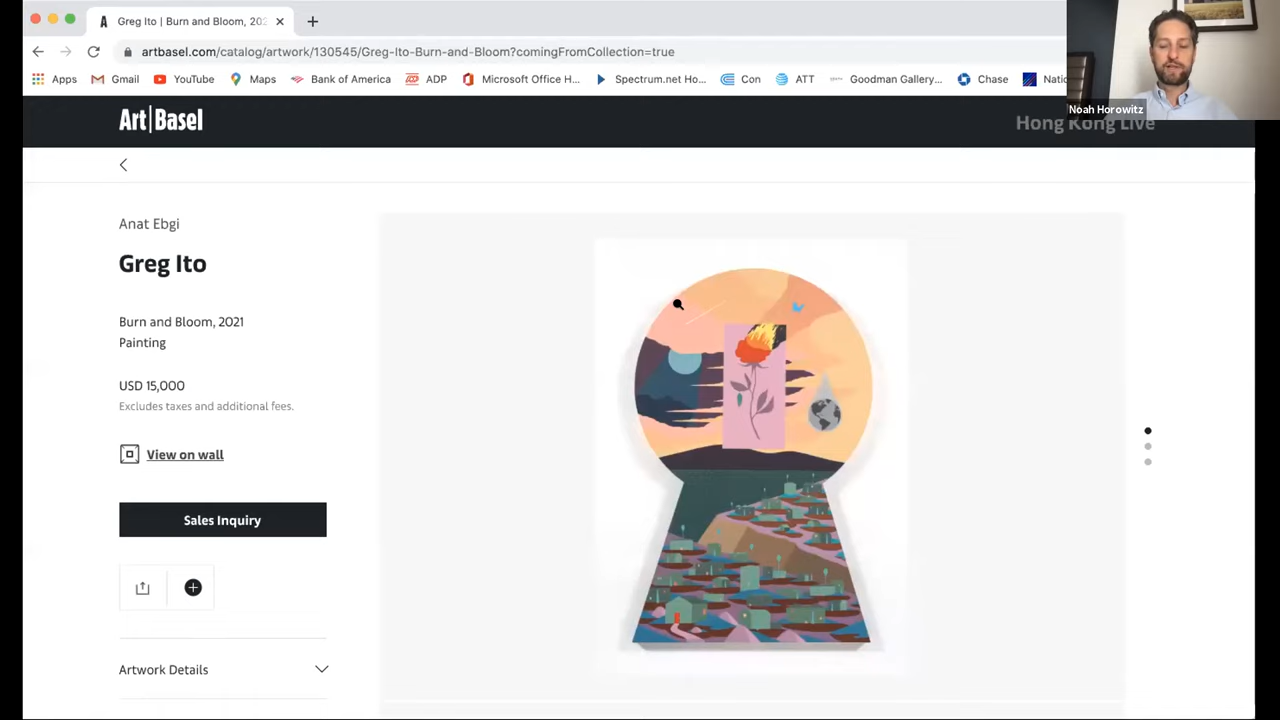 Greg Ito | Burn and Bloom, 202
artbasel.com/catalog/artwork/130545/Greg-Ito-Burn-and-Bloom?comingFromCollection=true
Apps Gmail YouTube Maps Bank of America ADP Microsoft Office H... Spectrum.net Ho... Con ATT Goodman Gallery... Chase Natio
Noah Horowitz
Art Basel
Hong Kong Live
Anat Ebgi
Greg Ito
Burn and Bloom, 2021
Painting
USD 15,000
Excludes taxes and additional fees.
View on wall
Sales Inquiry
Artwork Details